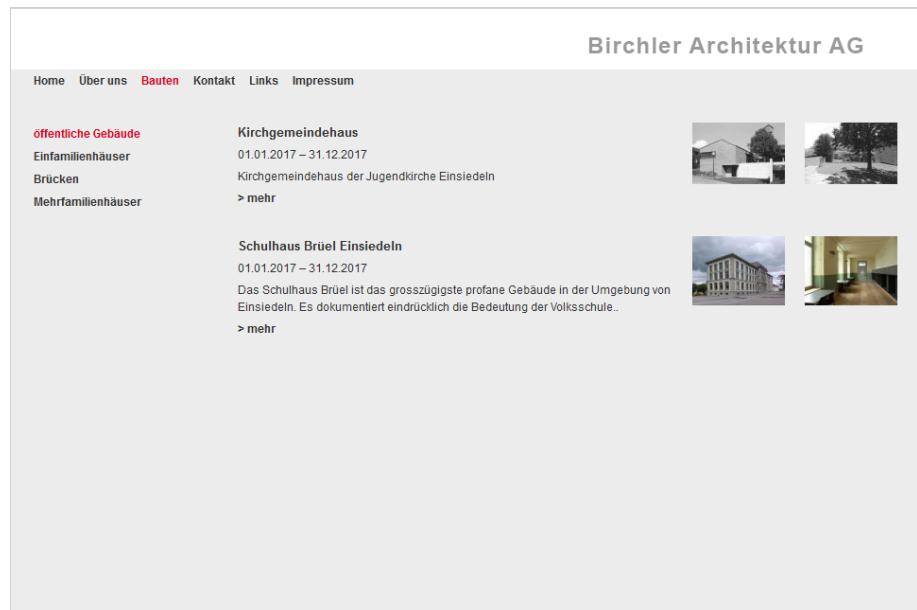 Birchler Architektur AG
Home Über uns Bauten Kontakt Links Impressum
öffentliche Gebäude
Einfamilienhäuser
Brücken
Mehrfamilienhäuser
Kirchgemeindehaus
01.01.2017 – 31.12.2017
Kirchgemeindehaus der Jugendkirche Einsiedeln
> mehr
Schulhaus Brüel Einsiedeln
01.01.2017 – 31.12.2017
Das Schulhaus Brüel ist das grosszügigste profane Gebäude in der Umgebung von
Einsiedeln. Es dokumentiert eindrücklich die Bedeutung der Volksschule..
> mehr